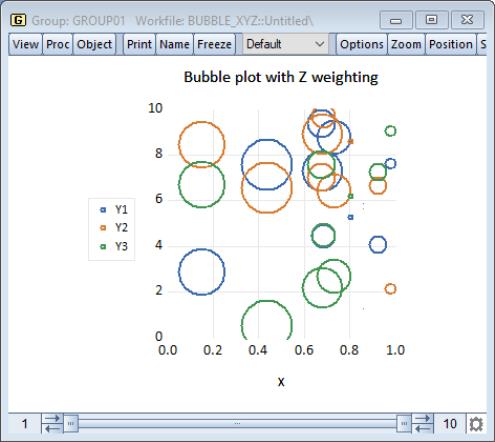 G Group: GROUP01 Workfile: BUBBLE_XYZ::Untitled\
View Proc Object Print Name Freeze Default Options Zoom Position S
Bubble plot with Z weighting
10
8
6
4
2
0
Y1
Y2
Y3
0.0 0.2 0.4 0.6 0.8 1.0
X
1 10